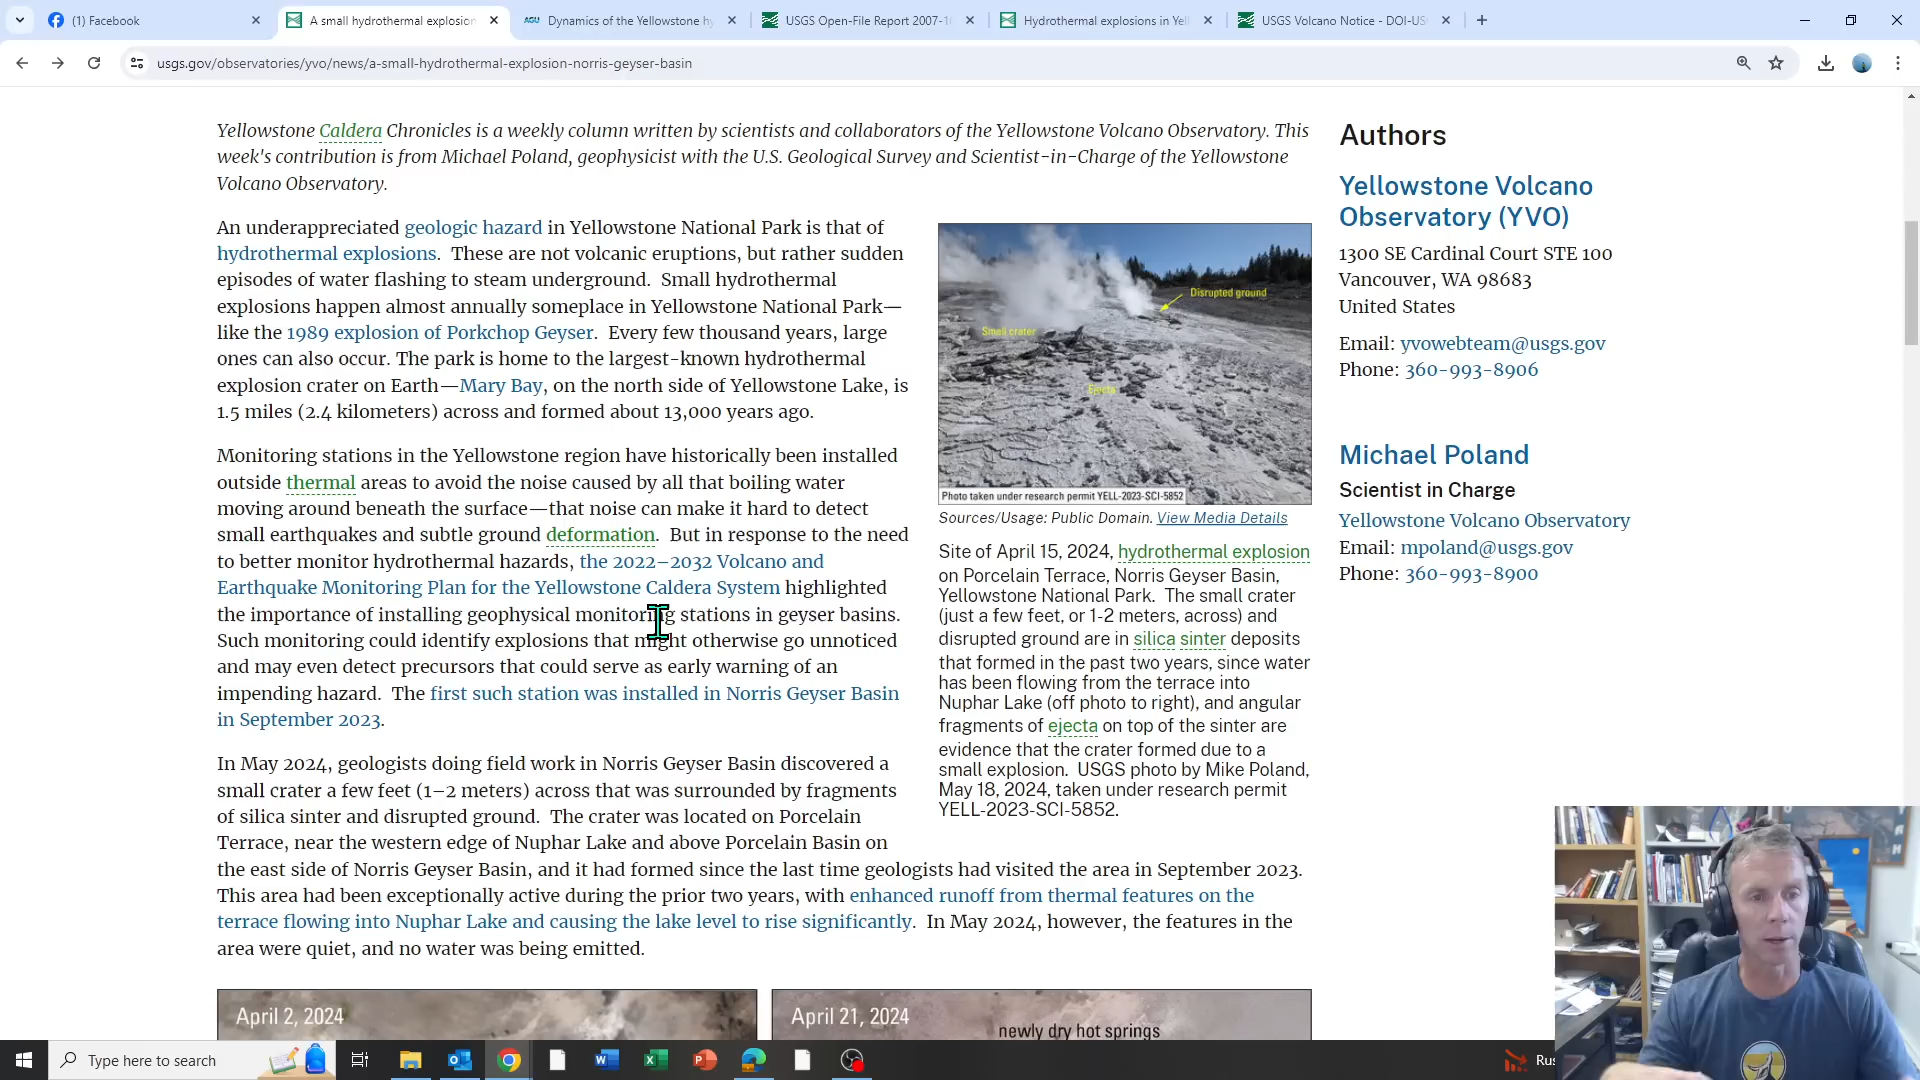 (1) Facebook
A small hydrothermal explosion
AGU Dynamics of the Yellowstone hy
USGS Open-File Report 2007-1
Hydrothermal explosions in Yel
USGS Volcano Notice - DOI-US
usgs.gov/observatories/yvo/news/a-small-hydrothermal-explosion-norris-geyser-basin
Yellowstone Caldera Chronicles is a weekly column written by scientists and collaborators of the Yellowstone Volcano Observatory. This
week's contribution is from Michael Poland, geophysicist with the U.S. Geological Survey and Scientist-in-Charge of the Yellowstone
Volcano Observatory.
An underappreciated geologic hazard in Yellowstone National Park is that of
hydrothermal explosions. These are not volcanic eruptions, but rather sudden
episodes of water flashing to steam underground. Small hydrothermal
explosions happen almost annually someplace in Yellowstone National Park—
like the 1989 explosion of Porkchop Geyser. Every few thousand years, large
ones can also occur. The park is home to the largest-known hydrothermal
explosion crater on Earth—Mary Bay, on the north side of Yellowstone Lake, is
1.5 miles (2.4 kilometers) across and formed about 13,000 years ago.
Monitoring stations in the Yellowstone region have historically been installed
outside thermal areas to avoid the noise caused by all that boiling water
moving around beneath the surface—that noise can make it hard to detect
small earthquakes and subtle ground deformation. But in response to the need
to better monitor hydrothermal hazards, the 2022–2032 Volcano and
Earthquake Monitoring Plan for the Yellowstone Caldera System highlighted
the importance of installing geophysical monitoring stations in geyser basins.
Such monitoring could identify explosions that might otherwise go unnoticed
and may even detect precursors that could serve as early warning of an
impending hazard. The first such station was installed in Norris Geyser Basin
in September 2023.
In May 2024, geologists doing field work in Norris Geyser Basin discovered a
small crater a few feet (1–2 meters) across that was surrounded by fragments
of silica sinter and disrupted ground. The crater was located on Porcelain
Terrace, near the western edge of Nuphar Lake and above Porcelain Basin on
the east side of Norris Geyser Basin, and it had formed since the last time geologists had visited the area in September 2023.
This area had been exceptionally active during the prior two years, with enhanced runoff from thermal features on the
terrace flowing into Nuphar Lake and causing the lake level to rise significantly. In May 2024, however, the features in the
area were quiet, and no water was being emitted.
Disrupted ground
Small crater
Ejecta
Photo taken under research permit YELL-2023-SCI-5852
Sources/Usage: Public Domain. View Media Details
Site of April 15, 2024, hydrothermal explosion
on Porcelain Terrace, Norris Geyser Basin,
Yellowstone National Park. The small crater
(just a few feet, or 1-2 meters, across) and
disrupted ground are in silica sinter deposits
that formed in the past two years, since water
has been flowing from the terrace into
Nuphar Lake (off photo to right), and angular
fragments of ejecta on top of the sinter are
evidence that the crater formed due to a
small explosion. USGS photo by Mike Poland,
May 18, 2024, taken under research permit
YELL-2023-SCI-5852.
Authors
Yellowstone Volcano
Observatory (YVO)
1300 SE Cardinal Court STE 100
Vancouver, WA 98683
United States
Email: yvowebteam@usgs.gov
Phone: 360-993-8906
Michael Poland
Scientist in Charge
Yellowstone Volcano Observatory
Email: mpoland@usgs.gov
Phone: 360-993-8900
April 2, 2024
April 21, 2024
newly dry hot springs
Type here to search
Rus